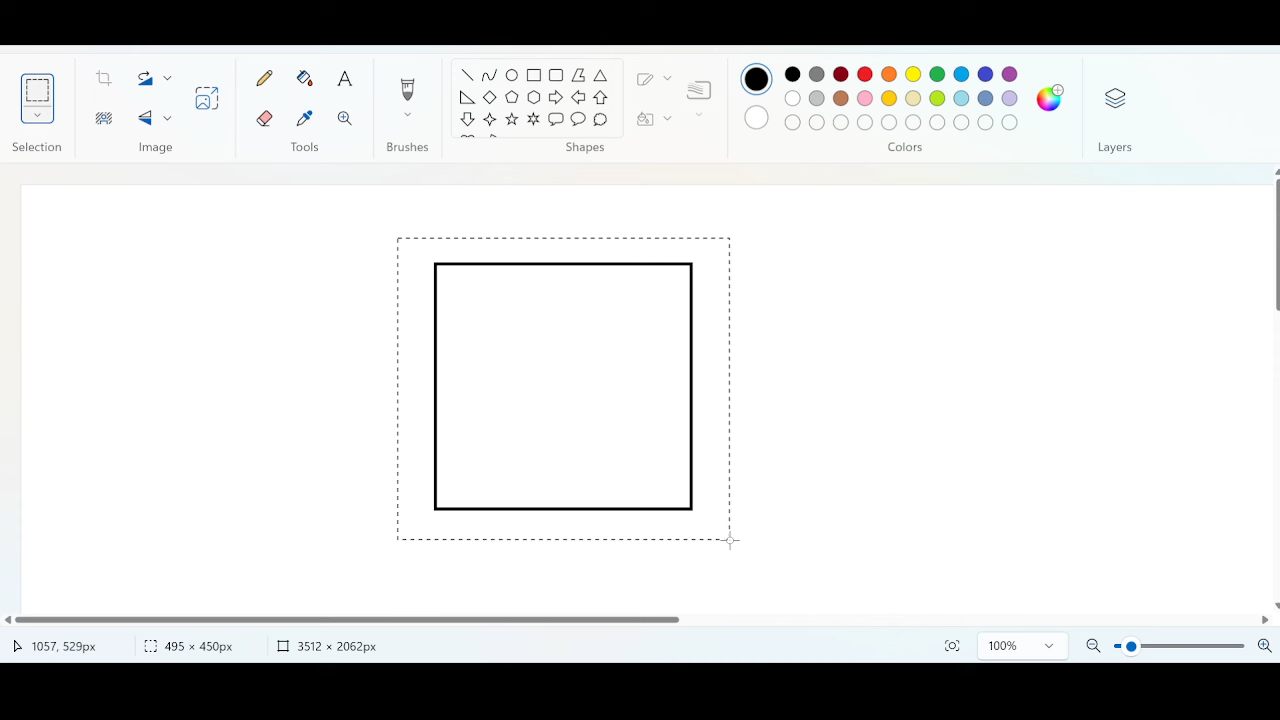 A
Selection
Image
Tools
Brushes
Shapes
Colors
Layers
1057, 529px
495 × 450px
3512 × 2062px
100%